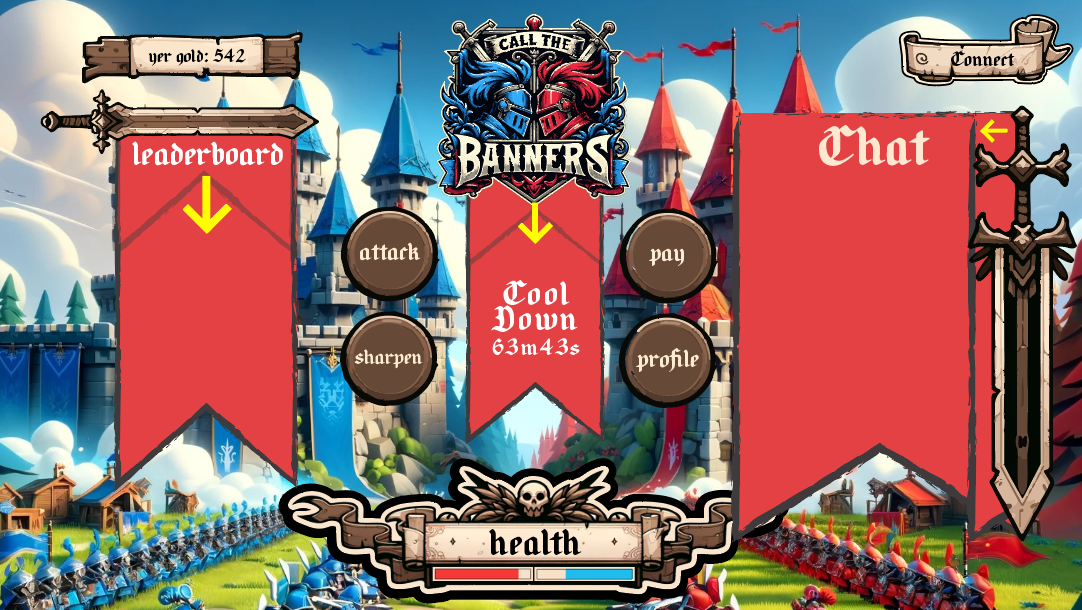 yer gold: 542
CALL THE
BANNERS
Connect
leaderboard
Chat
attack
pay
Cool
Down
63m43s
sharpen
profile
health